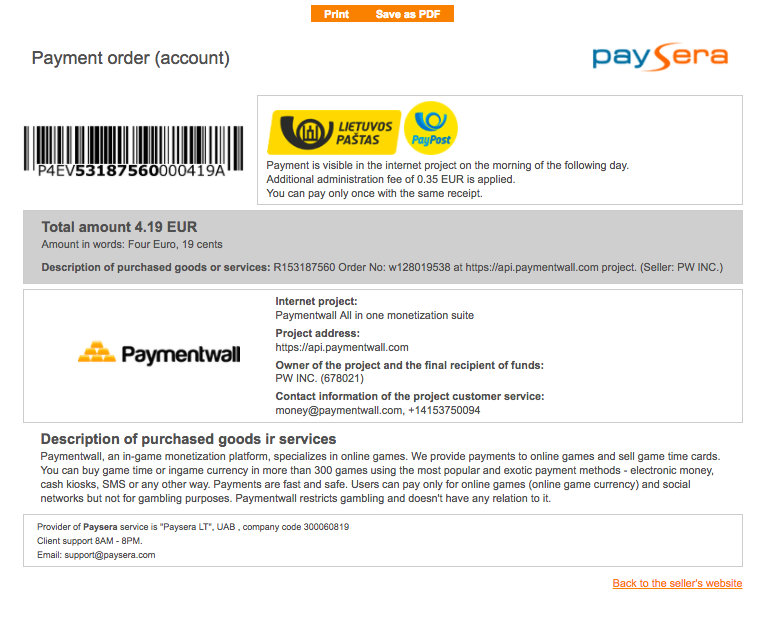 Print Save as PDF
Payment order (account)
paysera
P4EV53187560000419A
LIETUVOS
PAŠTAS
PayPost
Payment is visible in the internet project on the morning of the following day.
Additional administration fee of 0.35 EUR is applied.
You can pay only once with the same receipt.
Total amount 4.19 EUR
Amount in words: Four Euro, 19 cents
Description of purchased goods or services: R153187560 Order No: w128019538 at https://api.paymentwall.com project. (Seller: PW INC.)
Paymentwall
Internet project:
Paymentwall All in one monetization suite
Project address:
https://api.paymentwall.com
Owner of the project and the final recipient of funds:
PW INC. (678021)
Contact information of the project customer service:
money@paymentwall.com, +14153750094
Description of purchased goods ir services
Paymentwall, an in-game monetization platform, specializes in online games. We provide payments to online games and sell game time cards.
You can buy game time or ingame currency in more than 300 games using the most popular and exotic payment methods - electronic money,
cash kiosks, SMS or any other way. Payments are fast and safe. Users can pay only for online games (online game currency) and social
networks but not for gambling purposes. Paymentwall restricts gambling and doesn't have any relation to it.
Provider of Paysera service is "Paysera LT", UAB , company code 300060819
Client support 8AM - 8PM.
Email: support@paysera.com
Back to the seller's website